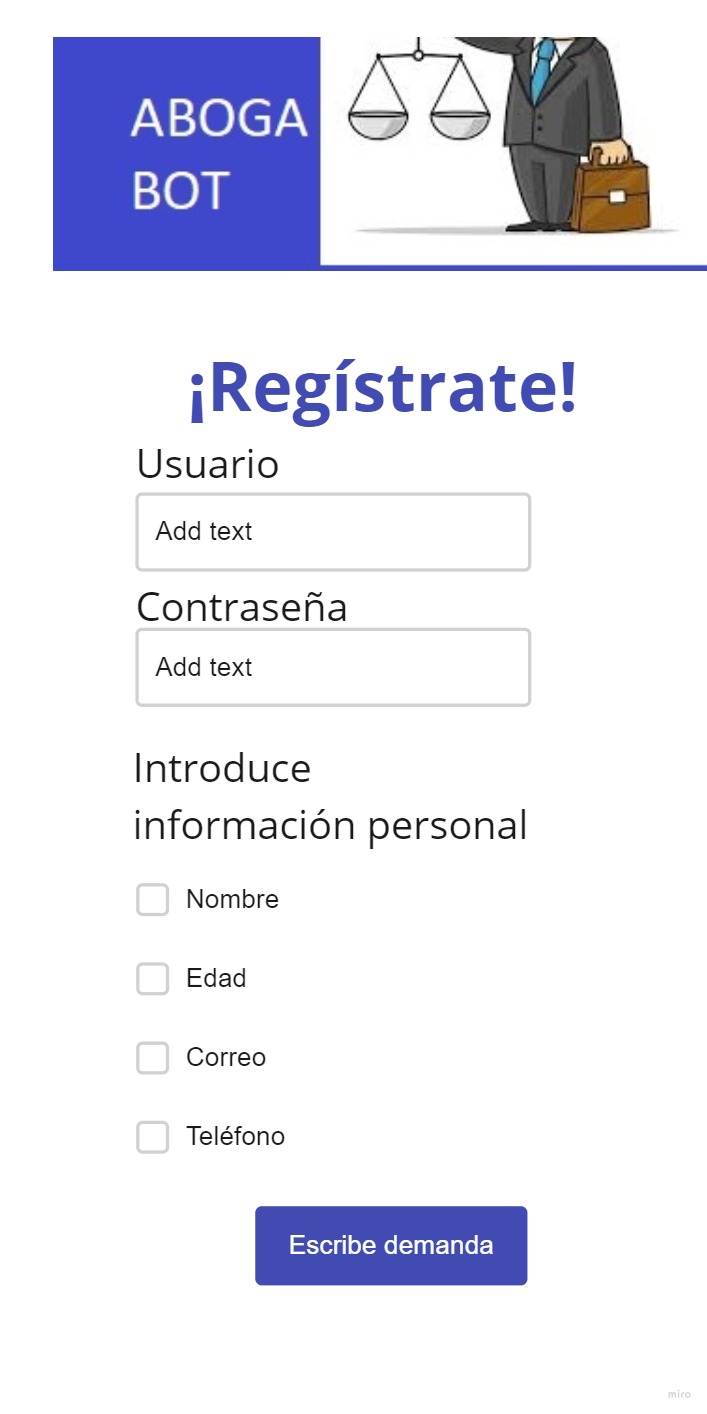 ABOGA
BOT
¡Regístrate!
Usuario
Add text
Contraseña
Add text
Introduce
información personal
Nombre
Edad
Correo
Teléfono
Escribe demanda
miro